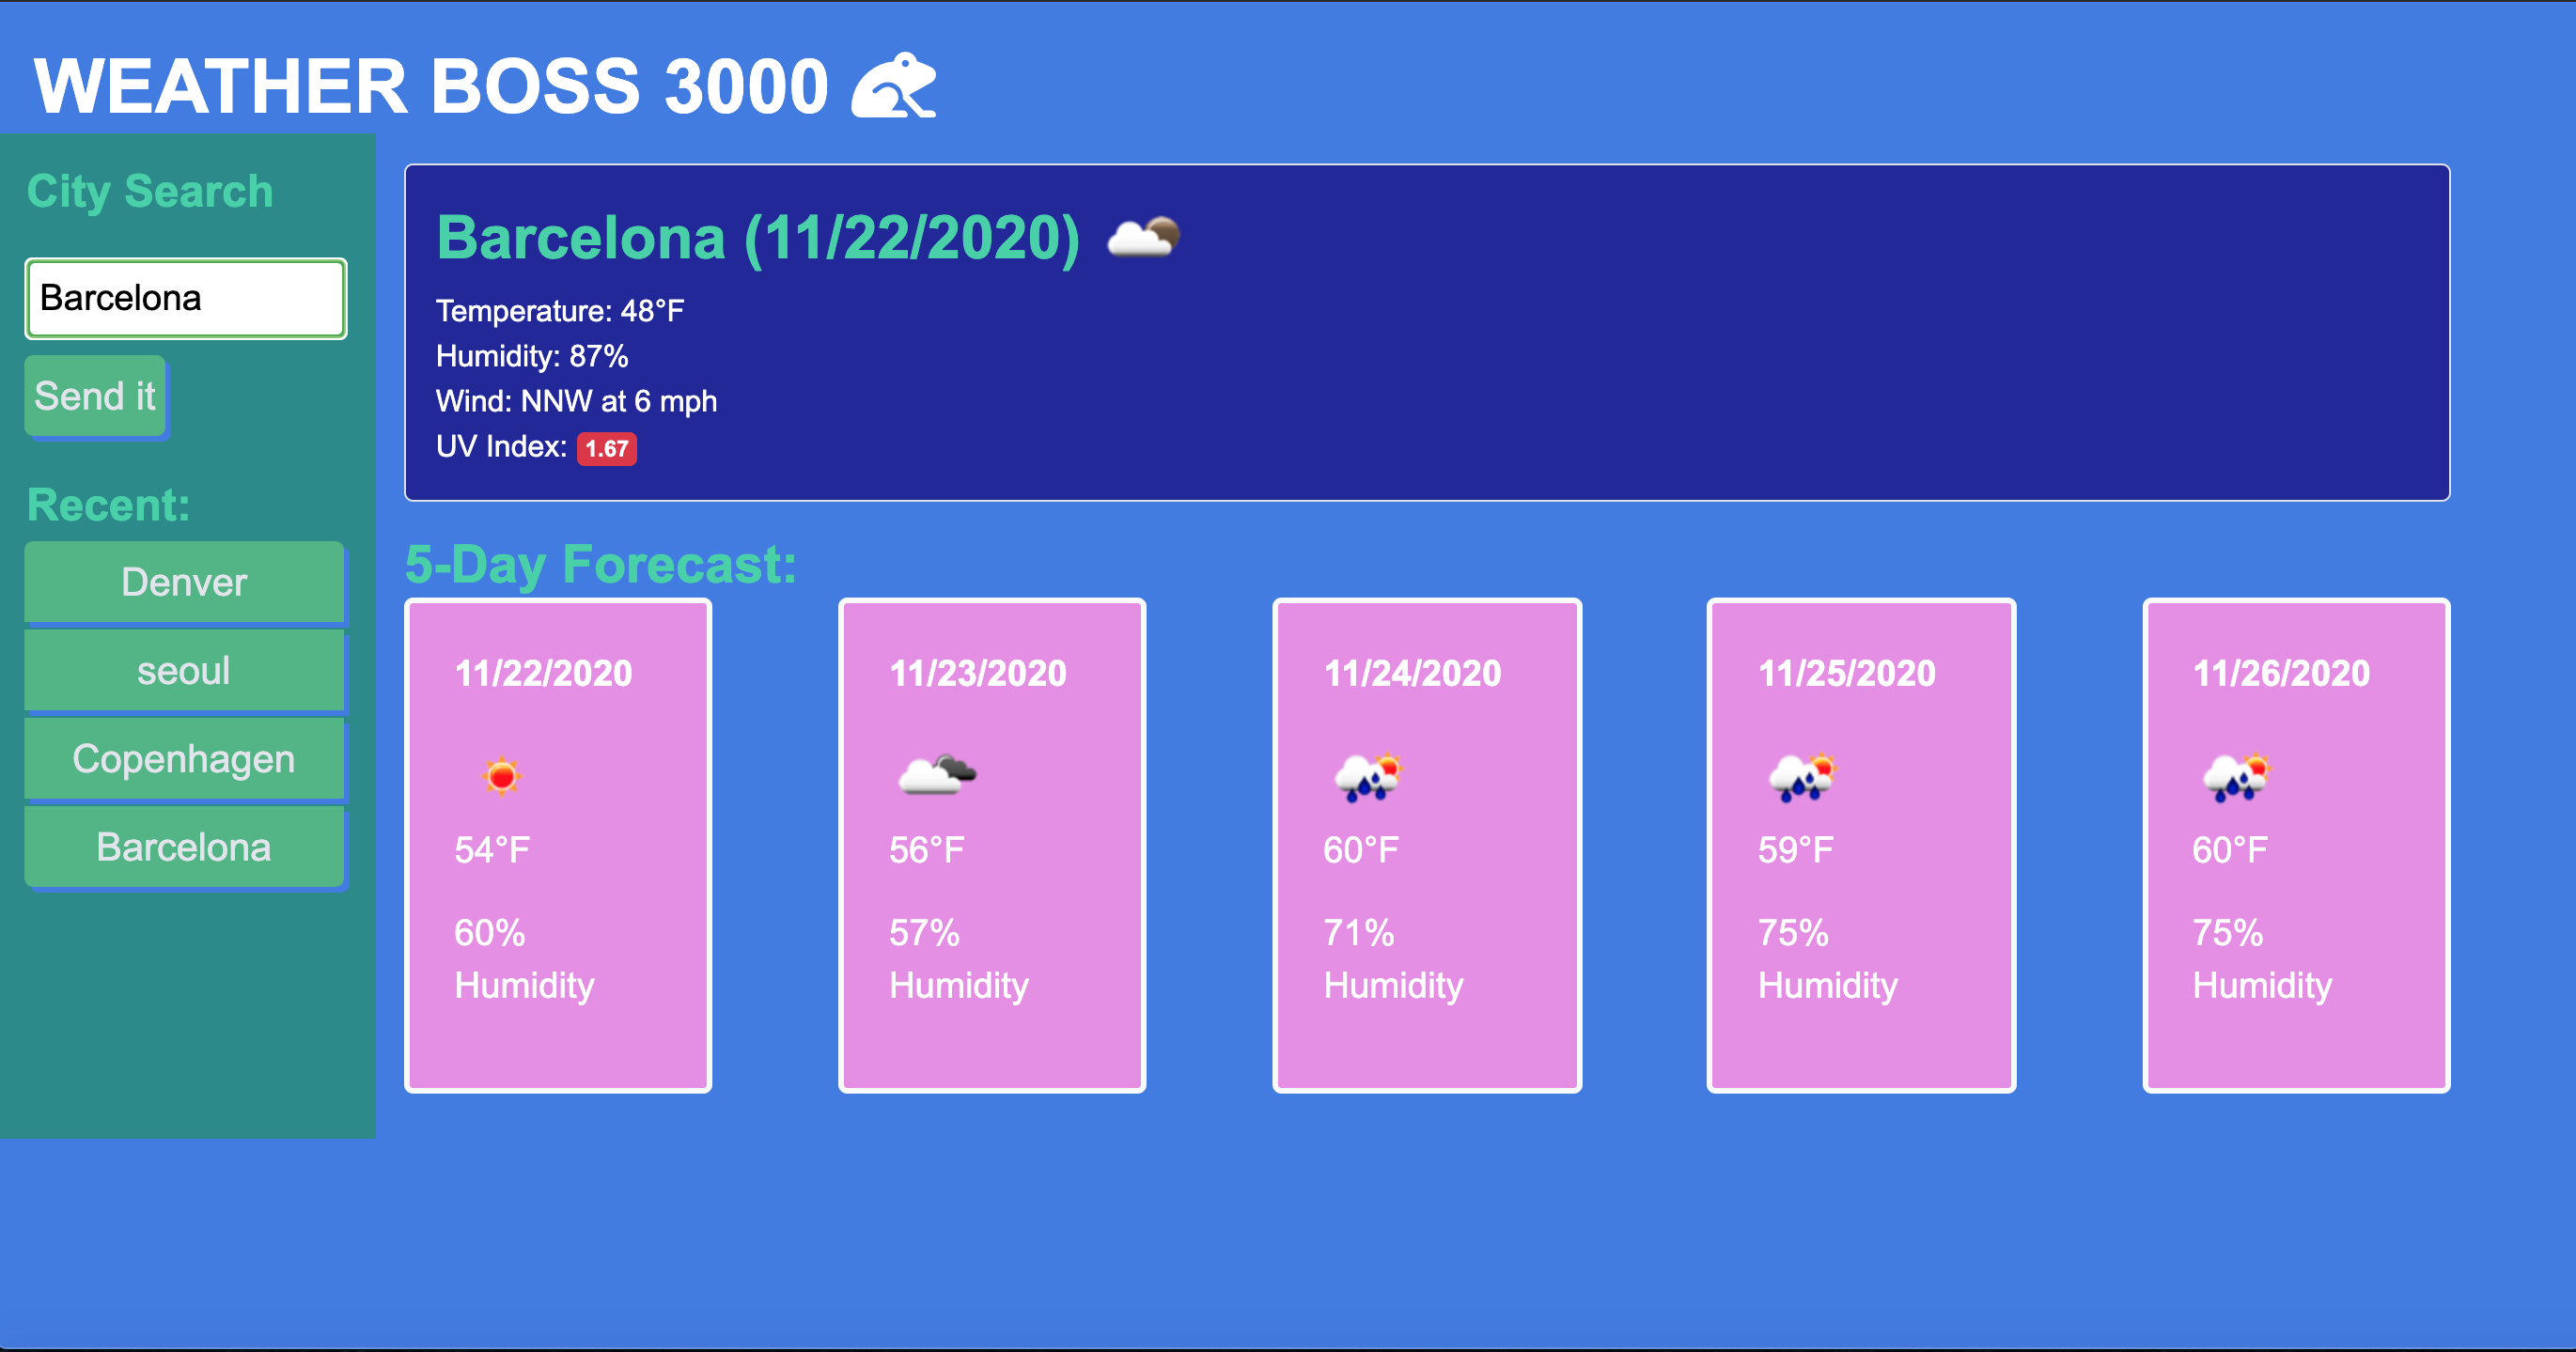 WEATHER BOSS 3000
City Search
Barcelona
Send it
Recent:
Denver
seoul
Copenhagen
Barcelona
Barcelona (11/22/2020)
Temperature: 48°F
Humidity: 87%
Wind: NNW at 6 mph
UV Index: 1.67
5-Day Forecast:
11/22/2020
54°F
60%
Humidity
11/23/2020
56°F
57%
Humidity
11/24/2020
60°F
71%
Humidity
11/25/2020
59°F
75%
Humidity
11/26/2020
60°F
75%
Humidity